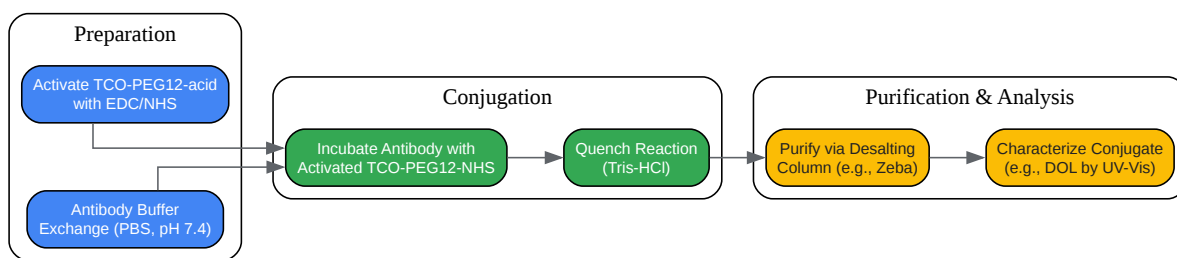 Preparation
Activate TCO-PEG12-acid
with EDC/NHS
Antibody Buffer
Exchange (PBS, pH 7.4)
Conjugation
Incubate Antibody with
Activated TCO-PEG12-NHS
Quench Reaction
(Tris-HCl)
Purification & Analysis
Purify via Desalting
Column (e.g., Zeba)
Characterize Conjugate
(e.g., DOL by UV-Vis)